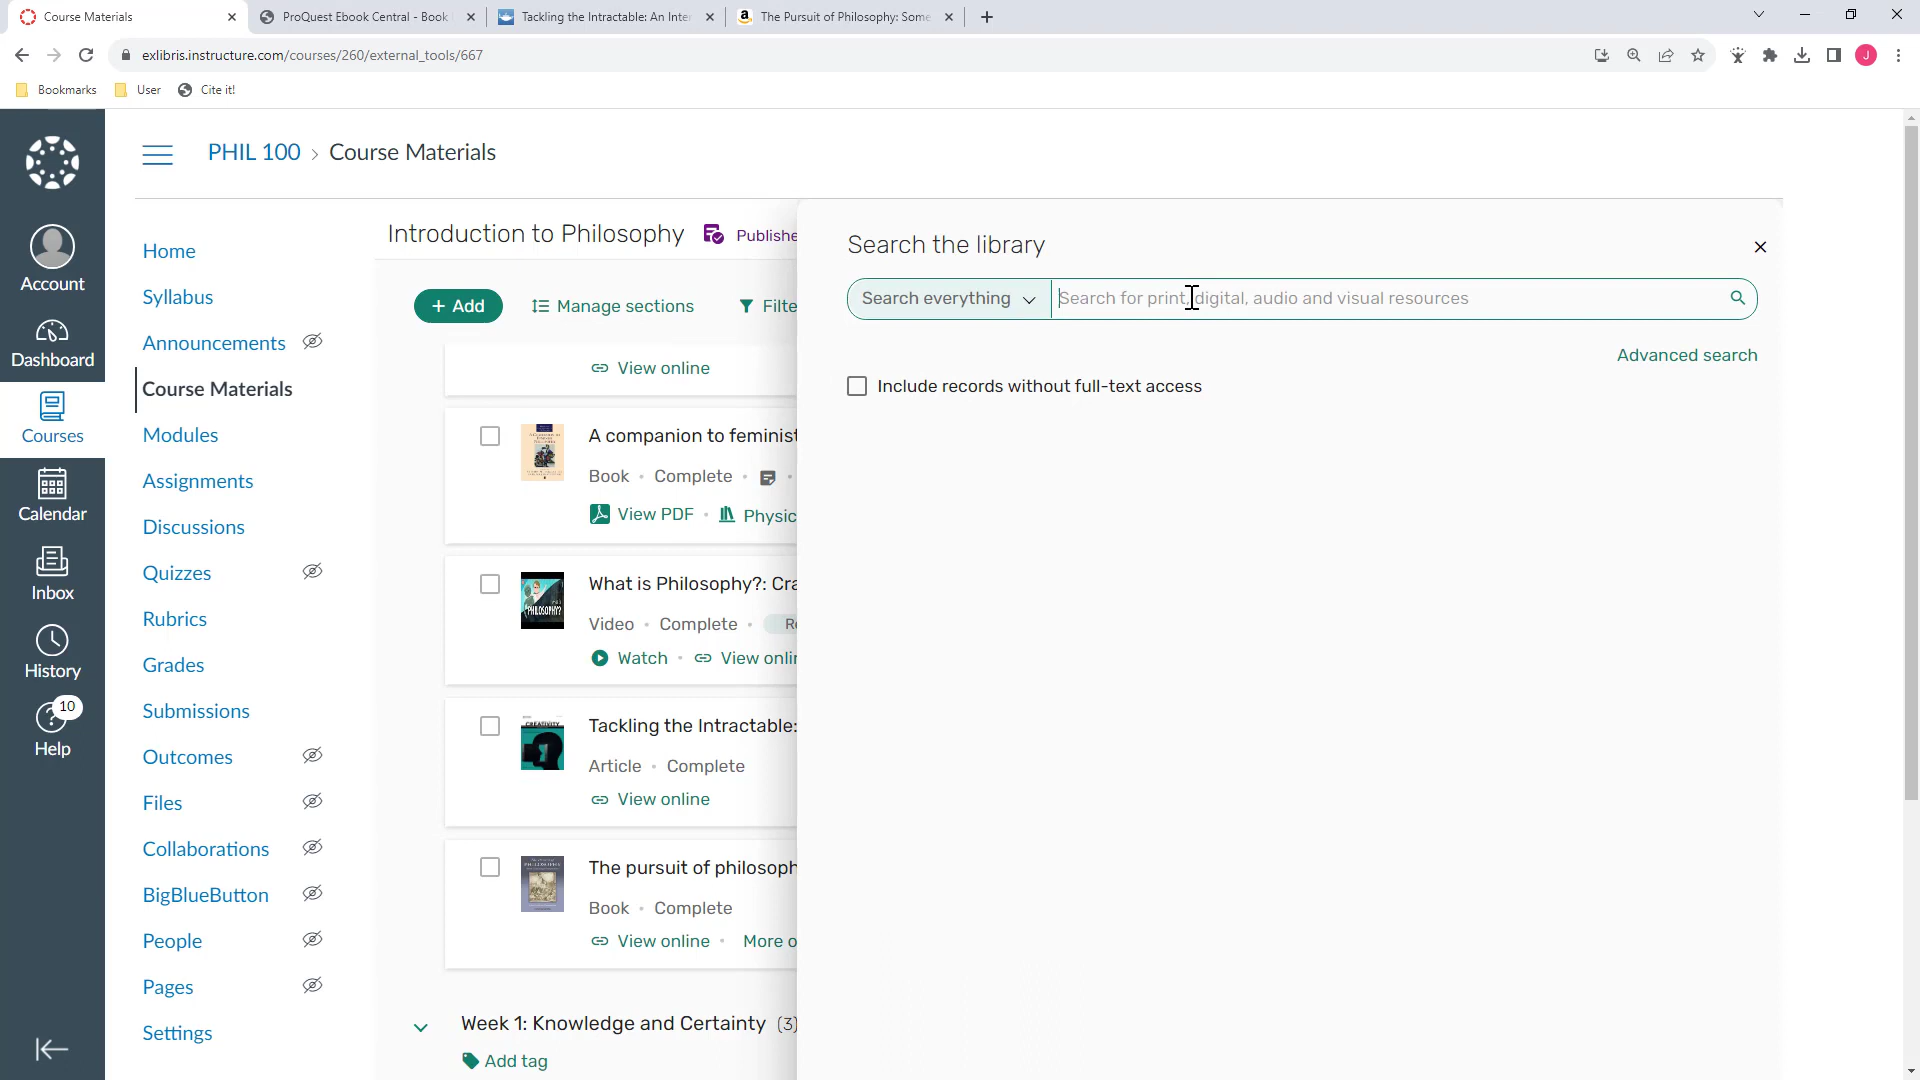 Course Materials
ProQuest Ebook Central - Book
Tackling the Intractable: An Inter
The Pursuit of Philosophy: Some
exlibris.instructure.com/courses/260/external_tools/667
J
Bookmarks
User
Cite it!
PHIL 100 › Course Materials
Account
Dashboard
Courses
Calendar
Inbox
History
10
Help
Home
Syllabus
Announcements
Course Materials
Modules
Assignments
Discussions
Quizzes
Rubrics
Grades
Submissions
Outcomes
Files
Collaborations
BigBlueButton
People
Pages
Settings
Introduction to Philosophy
Publishe
+ Add
Manage sections
Filte
View online
A companion to feminist
Book • Complete •
View PDF • Physic
What is Philosophy?: Cra
Video • Complete • Re
Watch • View onlin
Tackling the Intractable:
Article • Complete
View online
The pursuit of philosoph
Book • Complete
View online • More o
Week 1: Knowledge and Certainty (3)
Add tag
Search the library
Search everything
Search for print, digital, audio and visual resources
Advanced search
Include records without full-text access